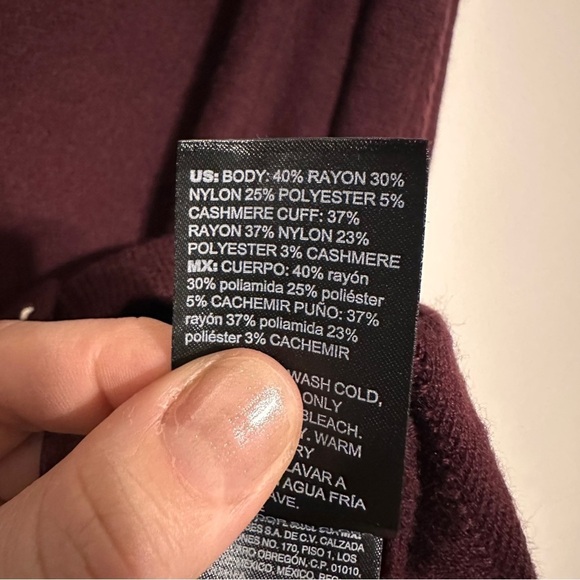 US: BODY: 40% RAYON 30%
NYLON 25% POLYESTER 5%
CASHMERE CUFF: 37%
RAYON 37% NYLON 23%
POLYESTER 3% CASHMERE
MX: CUERPO: 40% rayón
30% poliamida 25% poliéster
5% CACHEMIR PUÑO: 37%
rayón 37% poliamida 23%
poliéster 3% CACHEMIR
WASH COLD,
ONLY
BLEACH.
WARM
LAVAR A
AGUA FRÍA
S.A. DE C.V. CALZADA
NO. 170, PISO 1, LOS
OBREGÓN, C.P. 01010,
MÉXICO, MÉXICO